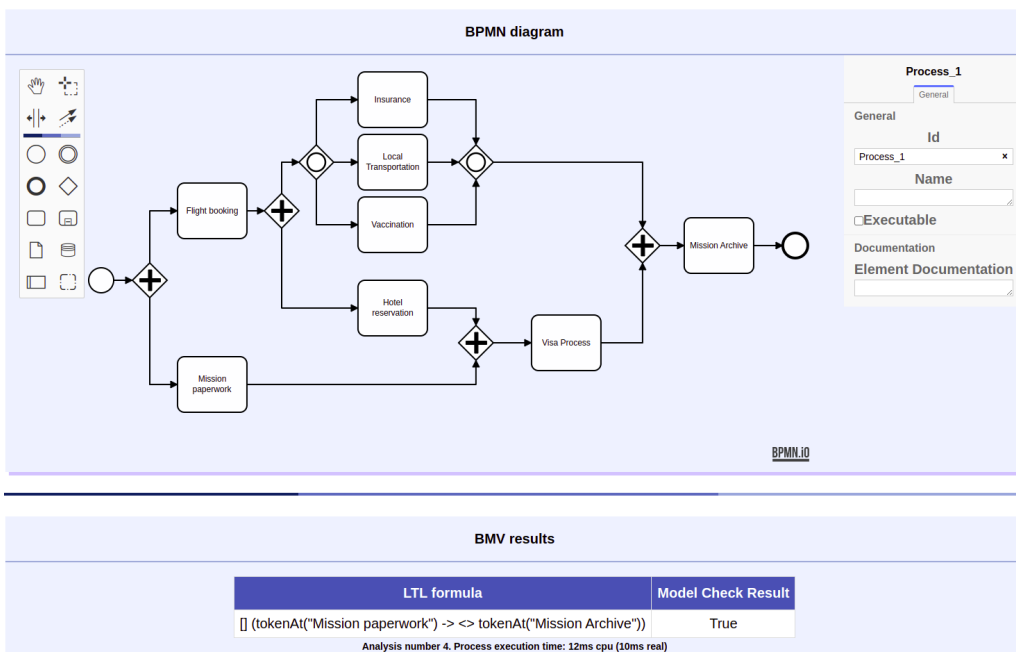 BPMN diagram
Insurance
Local
Transportation
Vaccination
Flight booking
Hotel
reservation
Mission
paperwork
Visa Process
Mission Archive
BPMN.iO
Process_1
General
General
Id
Process_1 x
Name
Executable
Documentation
Element Documentation
BMV results
LTL formula Model Check Result
[] (tokenAt("Mission paperwork") -> <> tokenAt("Mission Archive")) True
Analysis number 4. Process execution time: 12ms cpu (10ms real)